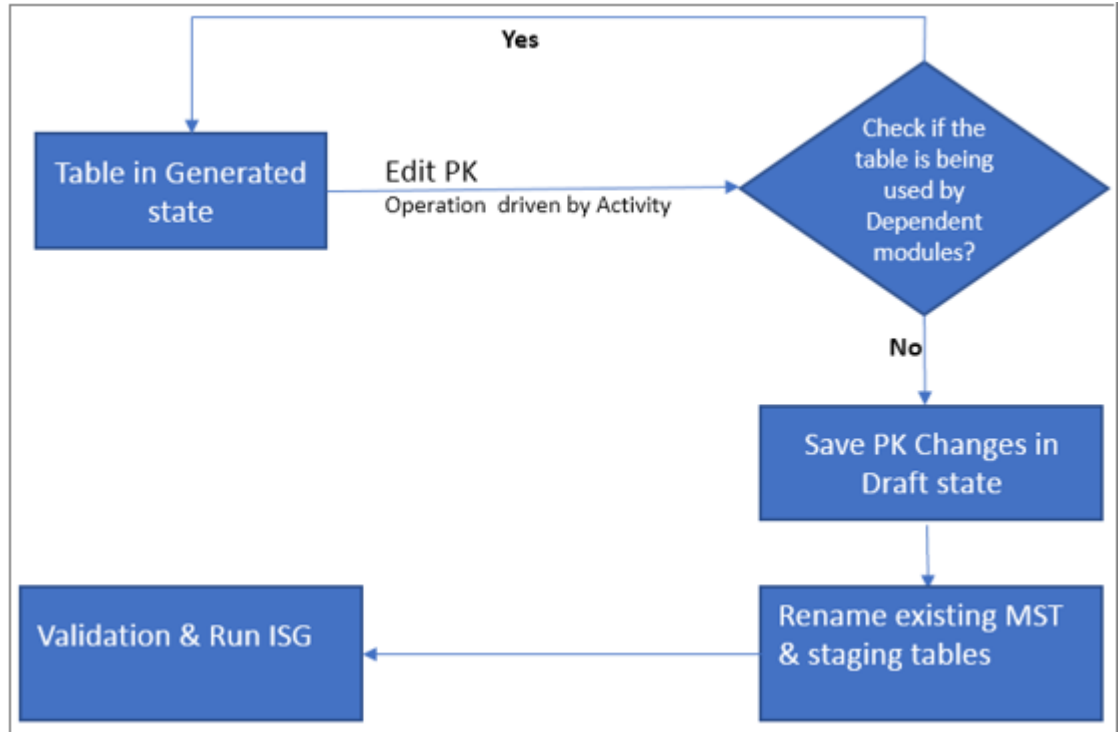 Yes
Table in Generated
state
Edit PK
Operation driven by Activity
Check if the
table is being
used by
Dependent
modules?
No
Save PK Changes in
Draft state
Rename existing MST
& staging tables
Validation & Run ISG